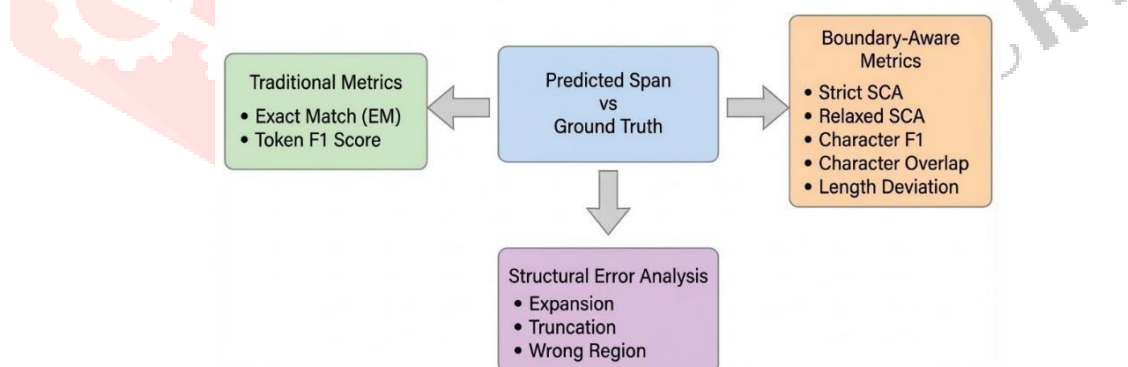 Traditional Metrics
• Exact Match (EM)
• Token F1 Score
Predicted Span
vs
Ground Truth
Boundary-Aware
Metrics
• Strict SCA
• Relaxed SCA
• Character F1
• Character Overlap
• Length Deviation
Structural Error Analysis
• Expansion
• Truncation
• Wrong Region